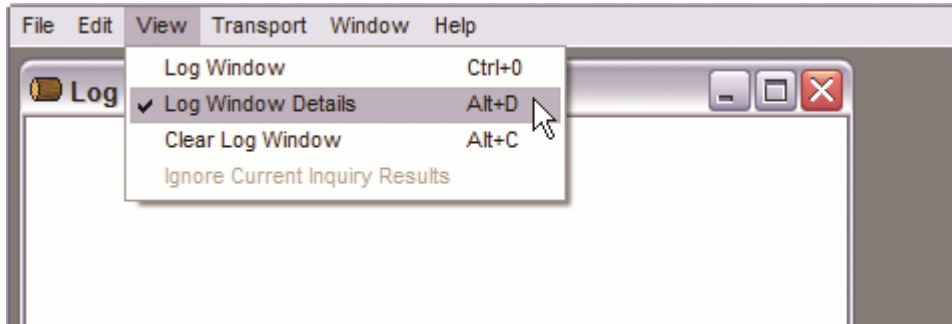 File Edit View Transport Window Help
Log
Log Window Ctrl+0
Log Window Details Alt+D
Clear Log Window Alt+C
Ignore Current Inquiry Results